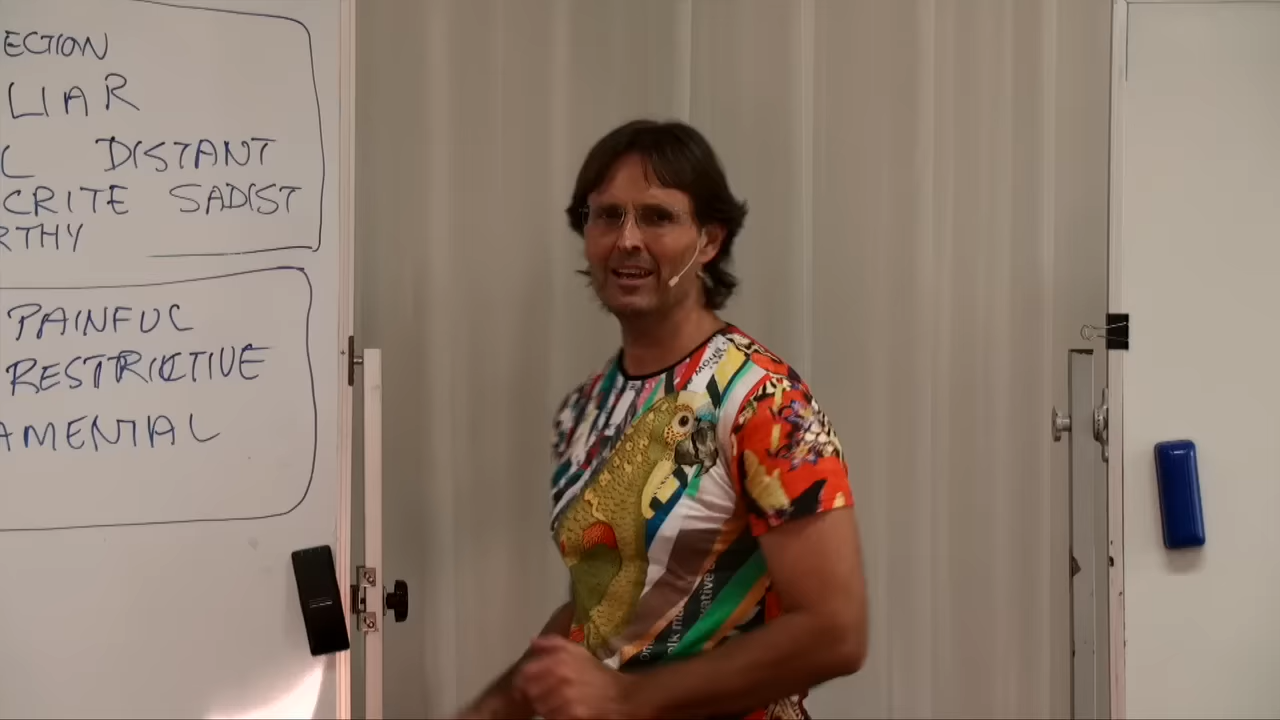 ECTION
LIAR
L DISTANT
CRITE SADIST
RTHY
PAINFUL
RESTRICTIVE
AMENTAL